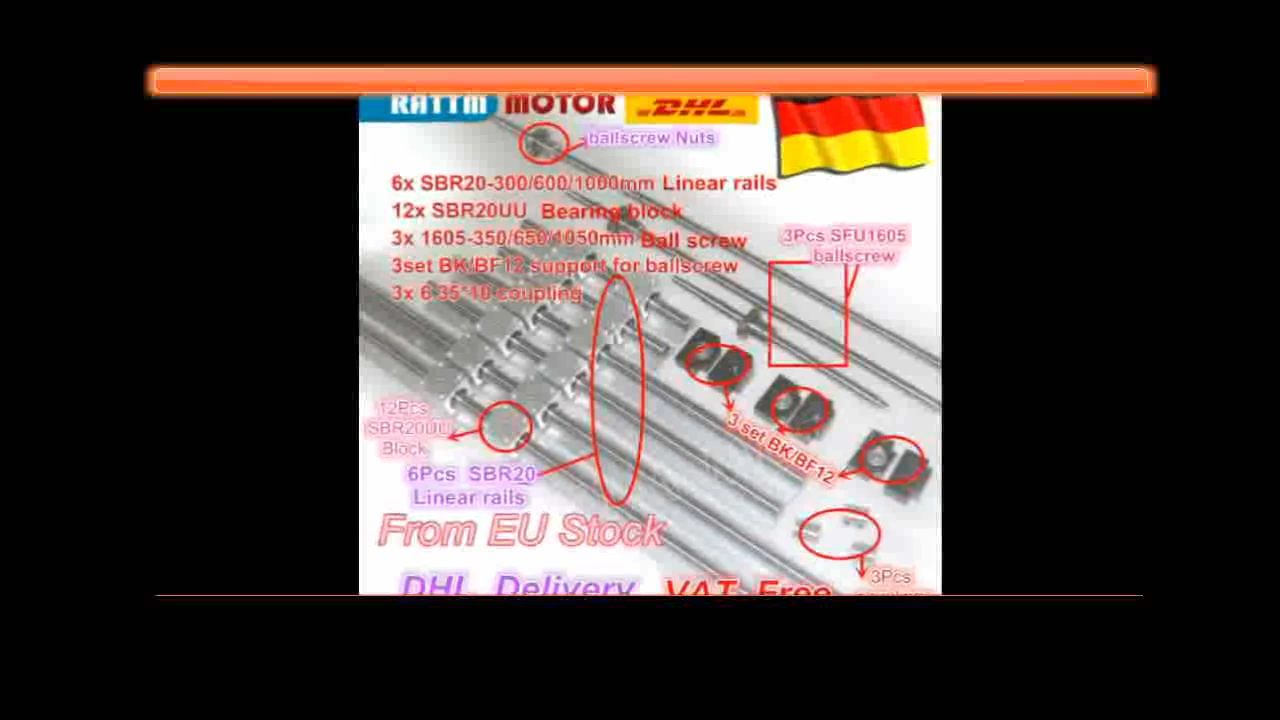 RATTM MOTOR DHL
ballscrew Nuts
6x SBR20-300/600/1000mm Linear rails
12x SBR20UU Bearing block
3x 1605-350/650/1050mm Ball screw
3set BK/BF12 support for ballscrew
3x 6.35*10 coupling
3Pcs SFU1605
ballscrew
12Pcs
SBR20UU
Block
3 set BK/BF12
6Pcs SBR20
Linear rails
From EU Stock
DHL Delivery VAT Free
3Pcs